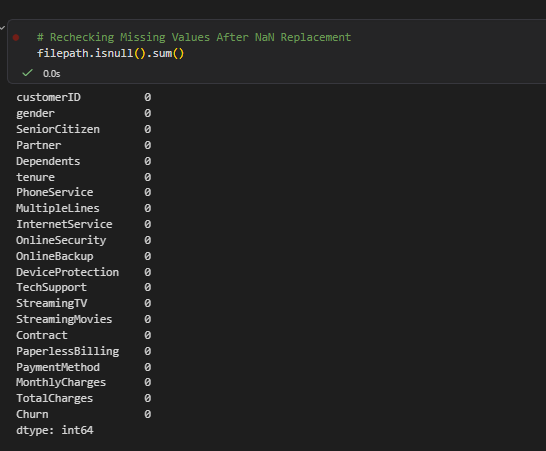 # Rechecking Missing Values After NaN Replacement
filepath.isnull().sum()
0.0s
customerID 0
gender 0
SeniorCitizen 0
Partner 0
Dependents 0
tenure 0
PhoneService 0
MultipleLines 0
InternetService 0
OnlineSecurity 0
OnlineBackup 0
DeviceProtection 0
TechSupport 0
StreamingTV 0
StreamingMovies 0
Contract 0
PaperlessBilling 0
PaymentMethod 0
MonthlyCharges 0
TotalCharges 0
Churn 0
dtype: int64